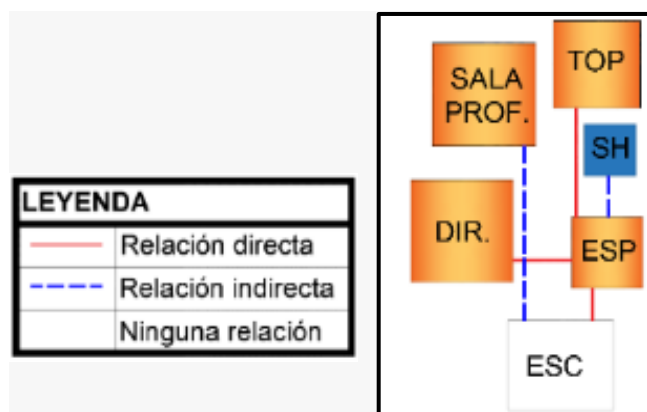 LEYENDA
Relación directa
Relación indirecta
Ninguna relación
TOP
SALA
PROF.
SH
DIR.
ESP
ESC